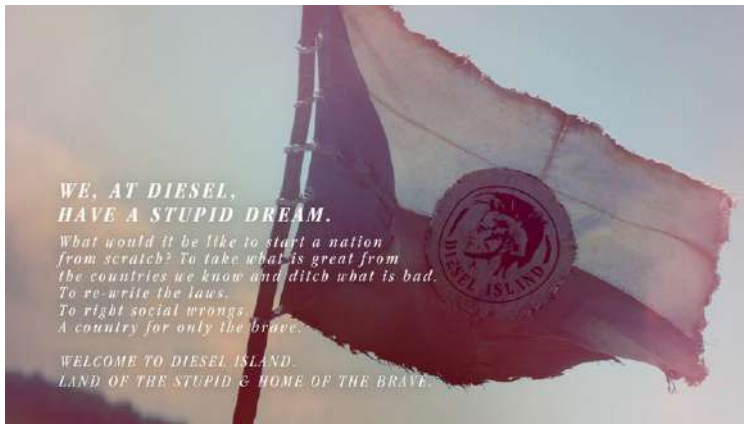 WE, AT DIESEL,
HAVE A STUPID DREAM.
What would it be like to start a nation
from scratch? To take what is great from
the countries we know and ditch what is bad.
To re-write the laws.
To right social wrongs.
A country for only the brave.
WELCOME TO DIESEL ISLAND.
LAND OF THE STUPID & HOME OF THE BRAVE.
DIESEL ISLAND